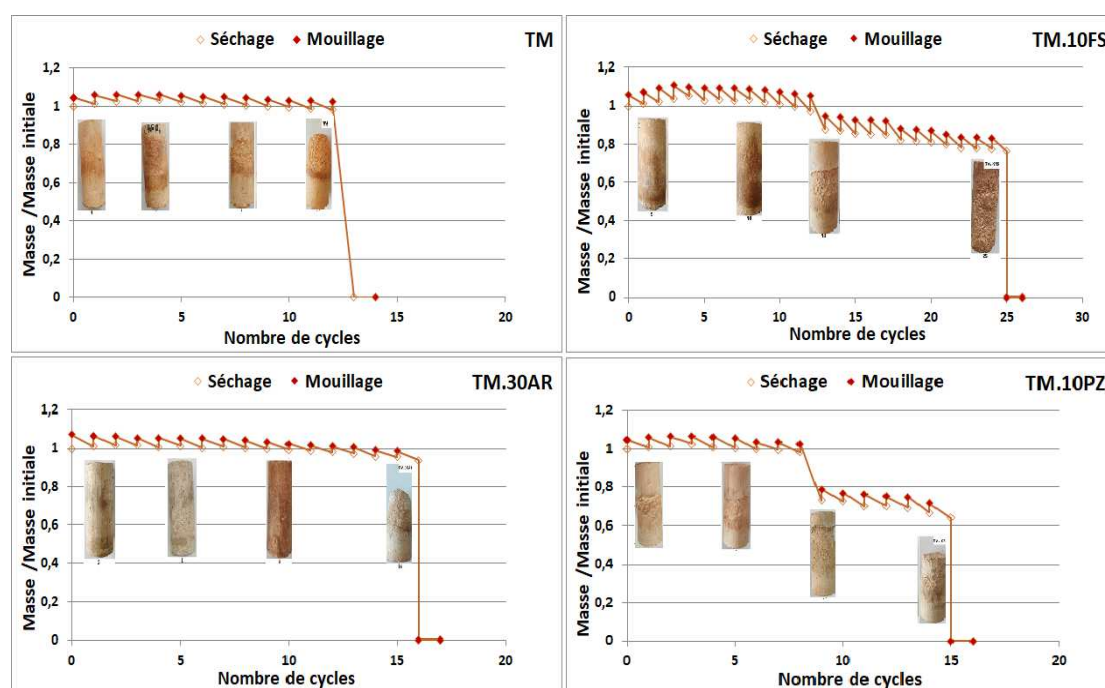 Séchage Mouillage TM
Masse /Masse initiale
1,2
1
0,8
0,6
0,4
0,2
0
0 5 10 15 20
Nombre de cycles
Séchage Mouillage TM.10FS
Masse /Masse initiale
1,2
1
0,8
0,6
0,4
0,2
0
0 5 10 15 20 25 30
Nombre de cycles
Séchage Mouillage TM.30AR
Masse /Masse initiale
1,2
1
0,8
0,6
0,4
0,2
0
0 5 10 15 20
Nombre de cycles
Séchage Mouillage TM.10PZ
Masse /Masse initiale
1,2
1
0,8
0,6
0,4
0,2
0
0 5 10 15 20
Nombre de cycles